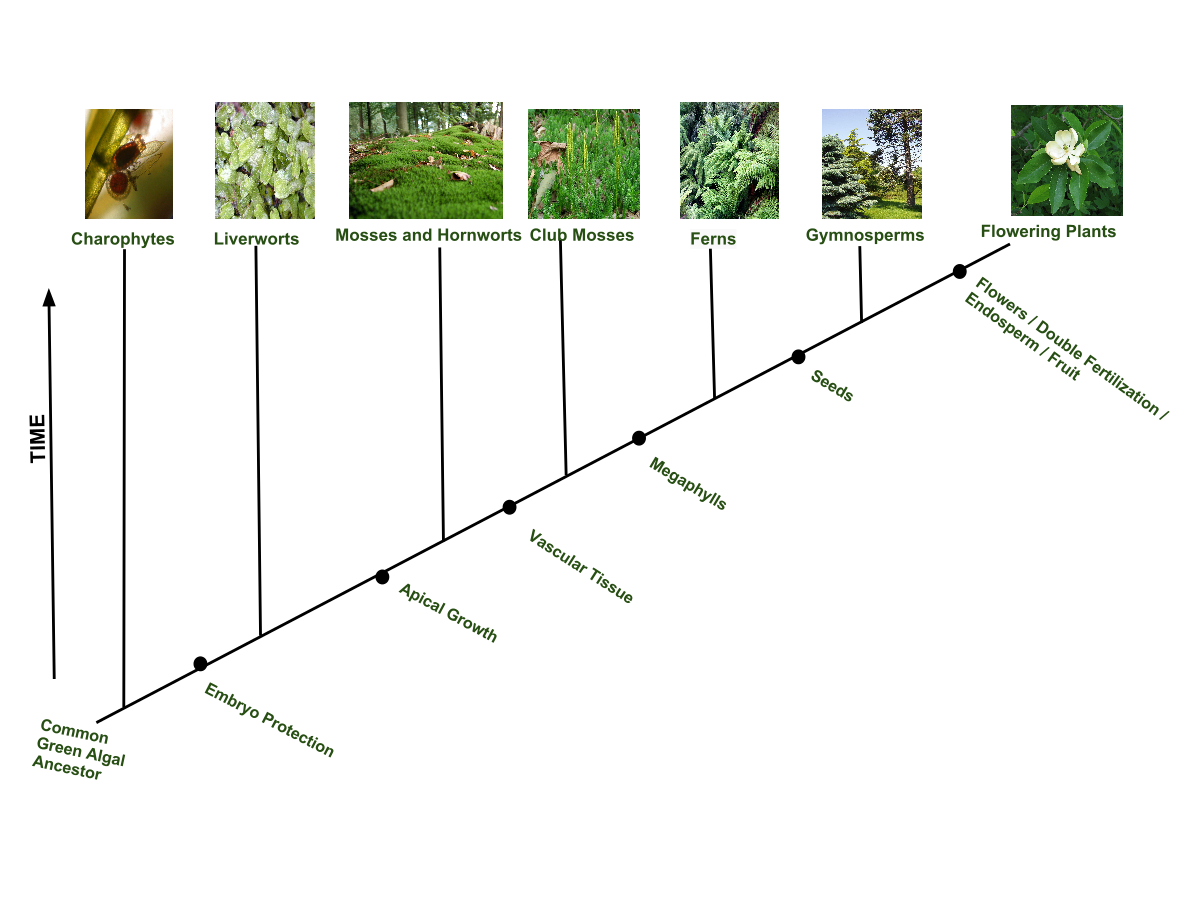 Charophytes
Liverworts
Mosses and Hornworts
Club Mosses
Ferns
Gymnosperms
Flowering Plants
TIME
Flowers / Double Fertilization /
Endosperm / Fruit
Seeds
Megaphylls
Vascular Tissue
Apical Growth
Embryo Protection
Common
Green Algal
Ancestor